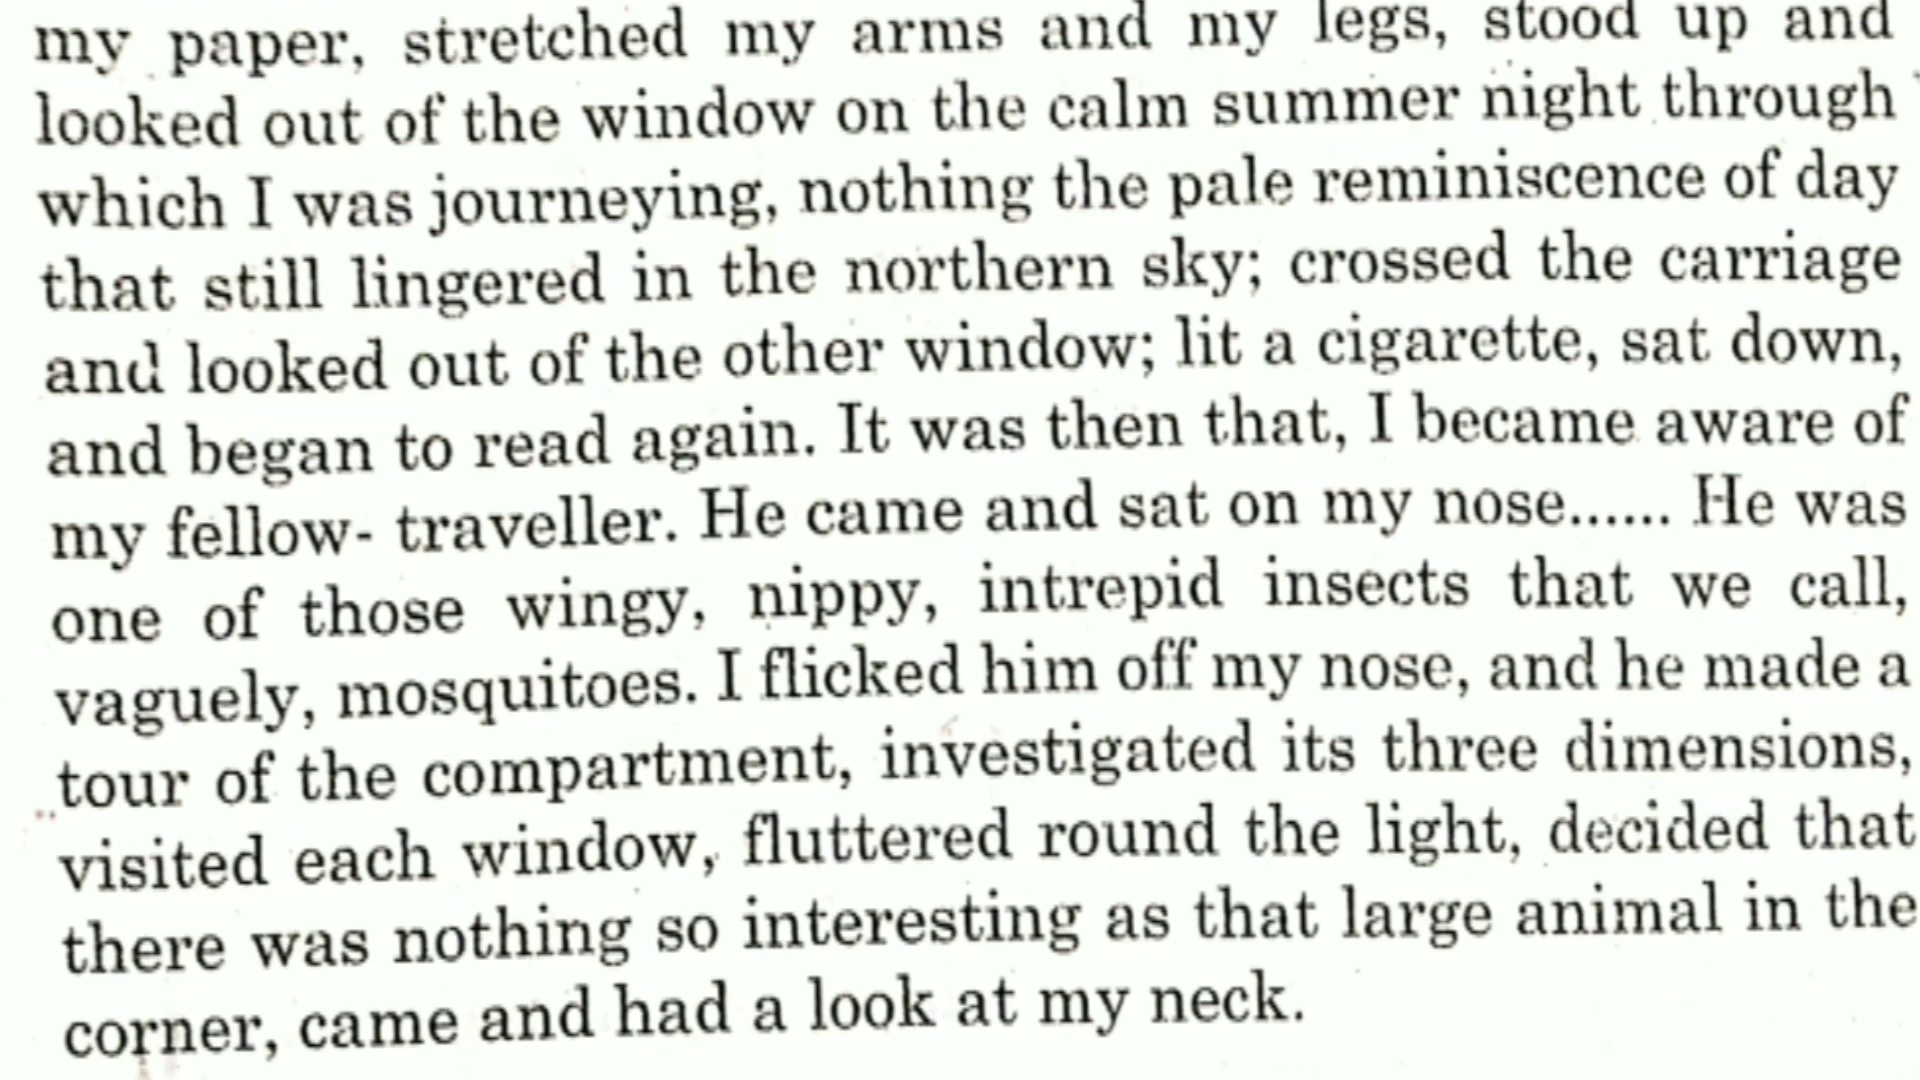 my paper, stretched my arms and my legs, stood up and
looked out of the window on the calm summer night through
which I was journeying, nothing the pale reminiscence of day
that still lingered in the northern sky; crossed the carriage
and looked out of the other window; lit a cigarette, sat down,
and began to read again. It was then that, I became aware of
my fellow- traveller. He came and sat on my nose...... He was
one of those wingy, nippy, intrepid insects that we call,
vaguely, mosquitoes. I flicked him off my nose, and he made a
tour of the compartment, investigated its three dimensions,
visited each window, fluttered round the light, decided that
there was nothing so interesting as that large animal in the
corner, came and had a look at my neck.